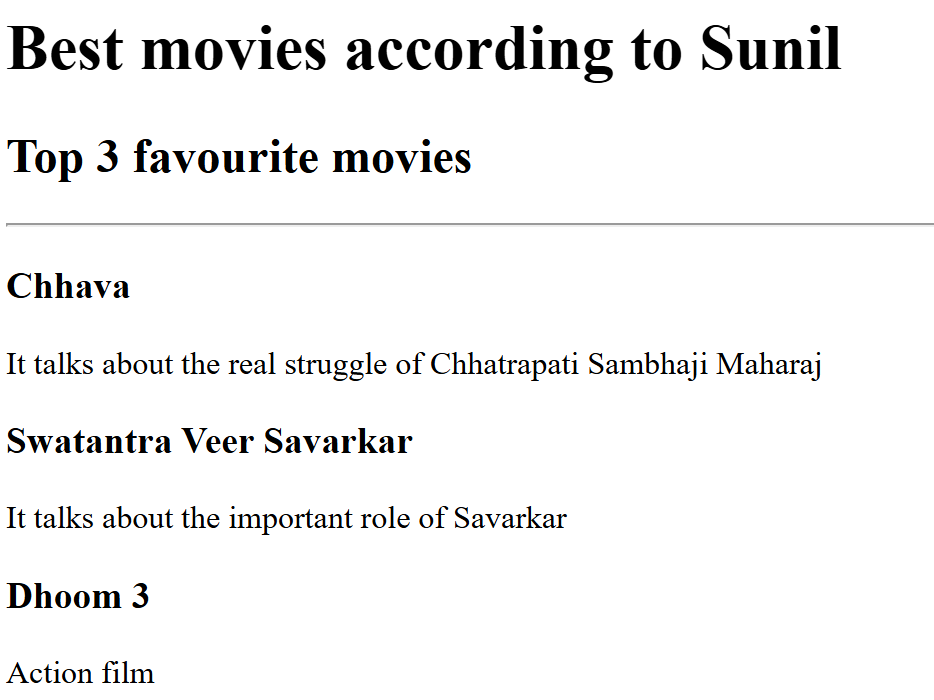 Best movies according to Sunil
Top 3 favourite movies
Chhava
It talks about the real struggle of Chhatrapati Sambhaji Maharaj
Swatantra Veer Savarkar
It talks about the important role of Savarkar
Dhoom 3
Action film